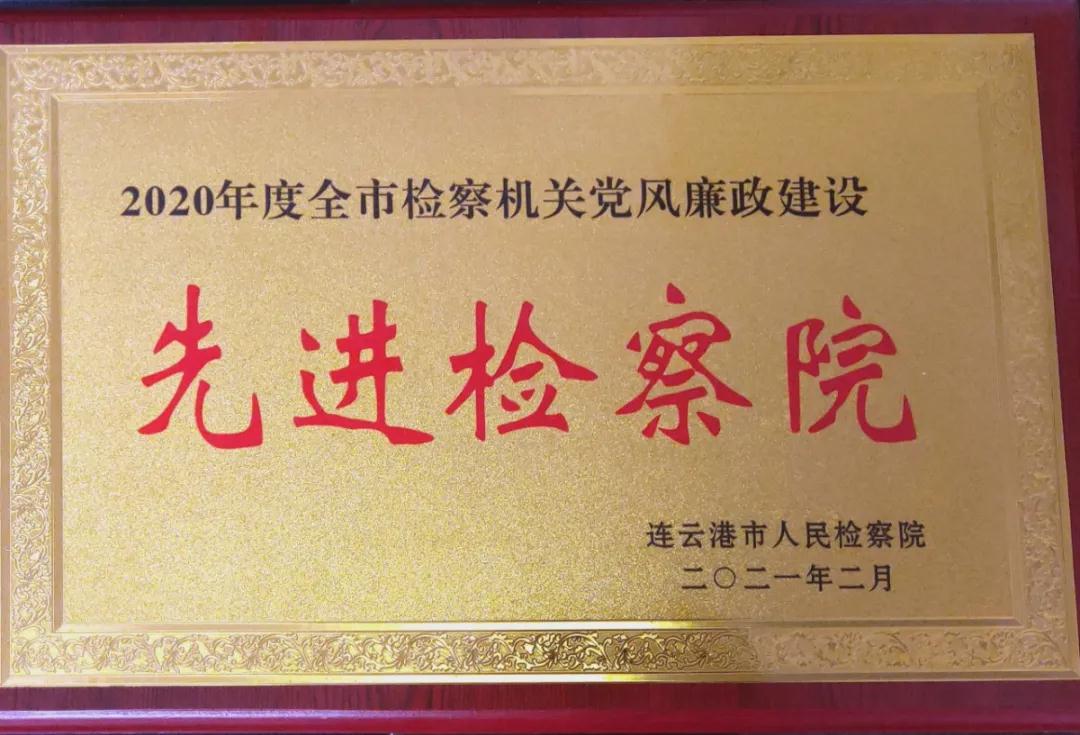 2020年度全市检察机关党风廉政建设
先进检察院
连云港市人民检察院
二〇二一年二月